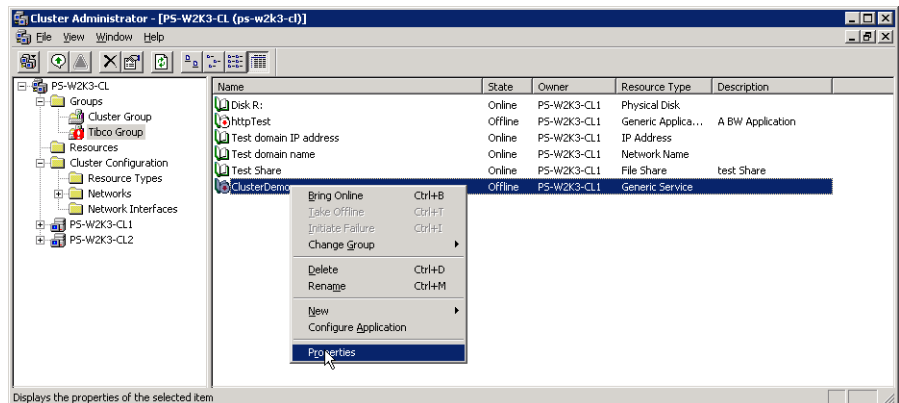 Cluster Administrator - [PS-W2K3-CL (ps-w2k3-cl)]
File View Window Help
PS-W2K3-CL
Groups
Cluster Group
Tibco Group
Resources
Cluster Configuration
Resource Types
Networks
Network Interfaces
PS-W2K3-CL1
PS-W2K3-CL2
Name State Owner Resource Type Description
Disk R: Online PS-W2K3-CL1 Physical Disk
httpTest Offline PS-W2K3-CL1 Generic Applica... A BW Application
Test domain IP address Online PS-W2K3-CL1 IP Address
Test domain name Online PS-W2K3-CL1 Network Name
Test Share Online PS-W2K3-CL1 File Share test Share
ClusterDemo Offline PS-W2K3-CL1 Generic Service
Bring Online Ctrl+B
Take Offline Ctrl+T
Initiate Failure Ctrl+I
Change Group
Delete Ctrl+D
Rename Ctrl+M
New
Configure Application
Properties
Displays the properties of the selected item